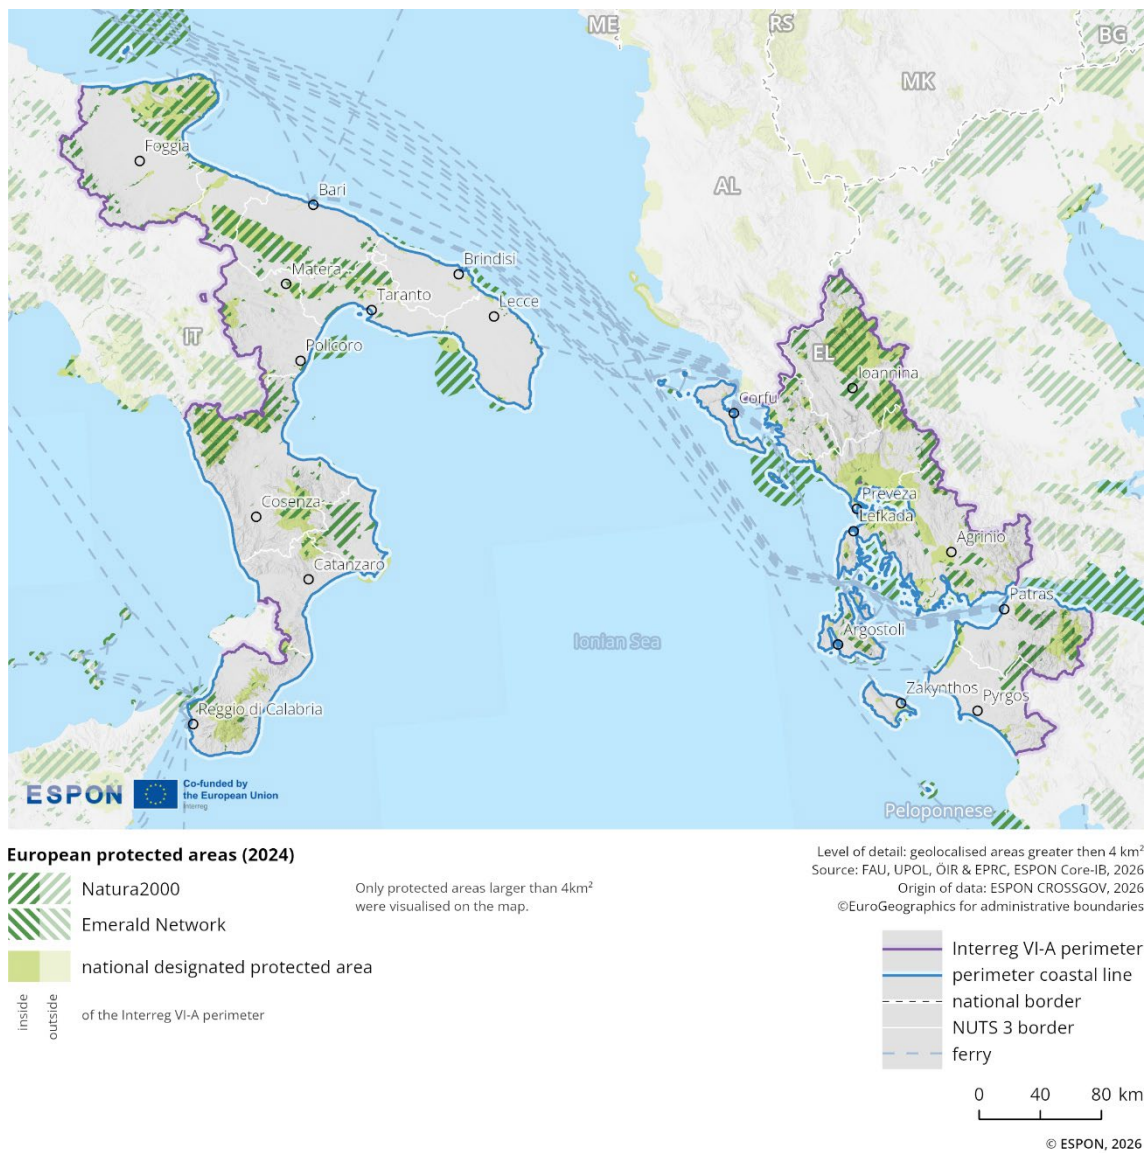 ME
RS
BG
MK
Foggia
AL
Bari
Brindisi
Matera
Taranto
Lecce
IT
Policoro
EL
Ioannina
Corfu
Cosenza
Preveza
Lefkada
Agrinio
Catanzaro
Patras
Ionian Sea
Argostoli
Zakynthos
Pyrgos
Reggio di Calabria
ESPON
Co-funded by
the European Union
Interreg
Peloponnese
European protected areas (2024)
Natura2000
Emerald Network
national designated protected area
inside
outside
of the Interreg VI-A perimeter
Only protected areas larger than 4km²
were visualised on the map.
Level of detail: geolocalised areas greater then 4 km²
Source: FAU, UPOL, ÖIR & EPRC, ESPON Core-IB, 2026
Origin of data: ESPON CROSSGOV, 2026
©EuroGeographics for administrative boundaries
Interreg VI-A perimeter
perimeter coastal line
national border
NUTS 3 border
ferry
0 40 80 km
© ESPON, 2026